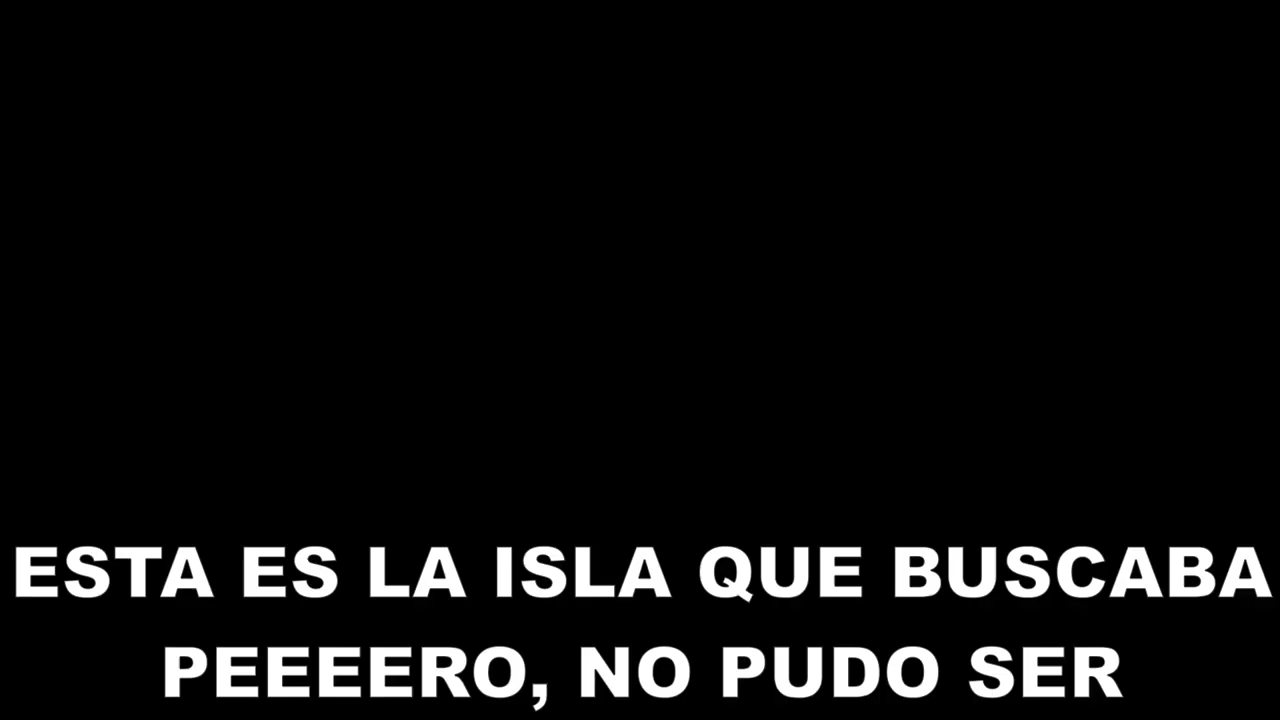 ESTA ES LA ISLA QUE BUSCABA
PEEEERO, NO PUDO SER